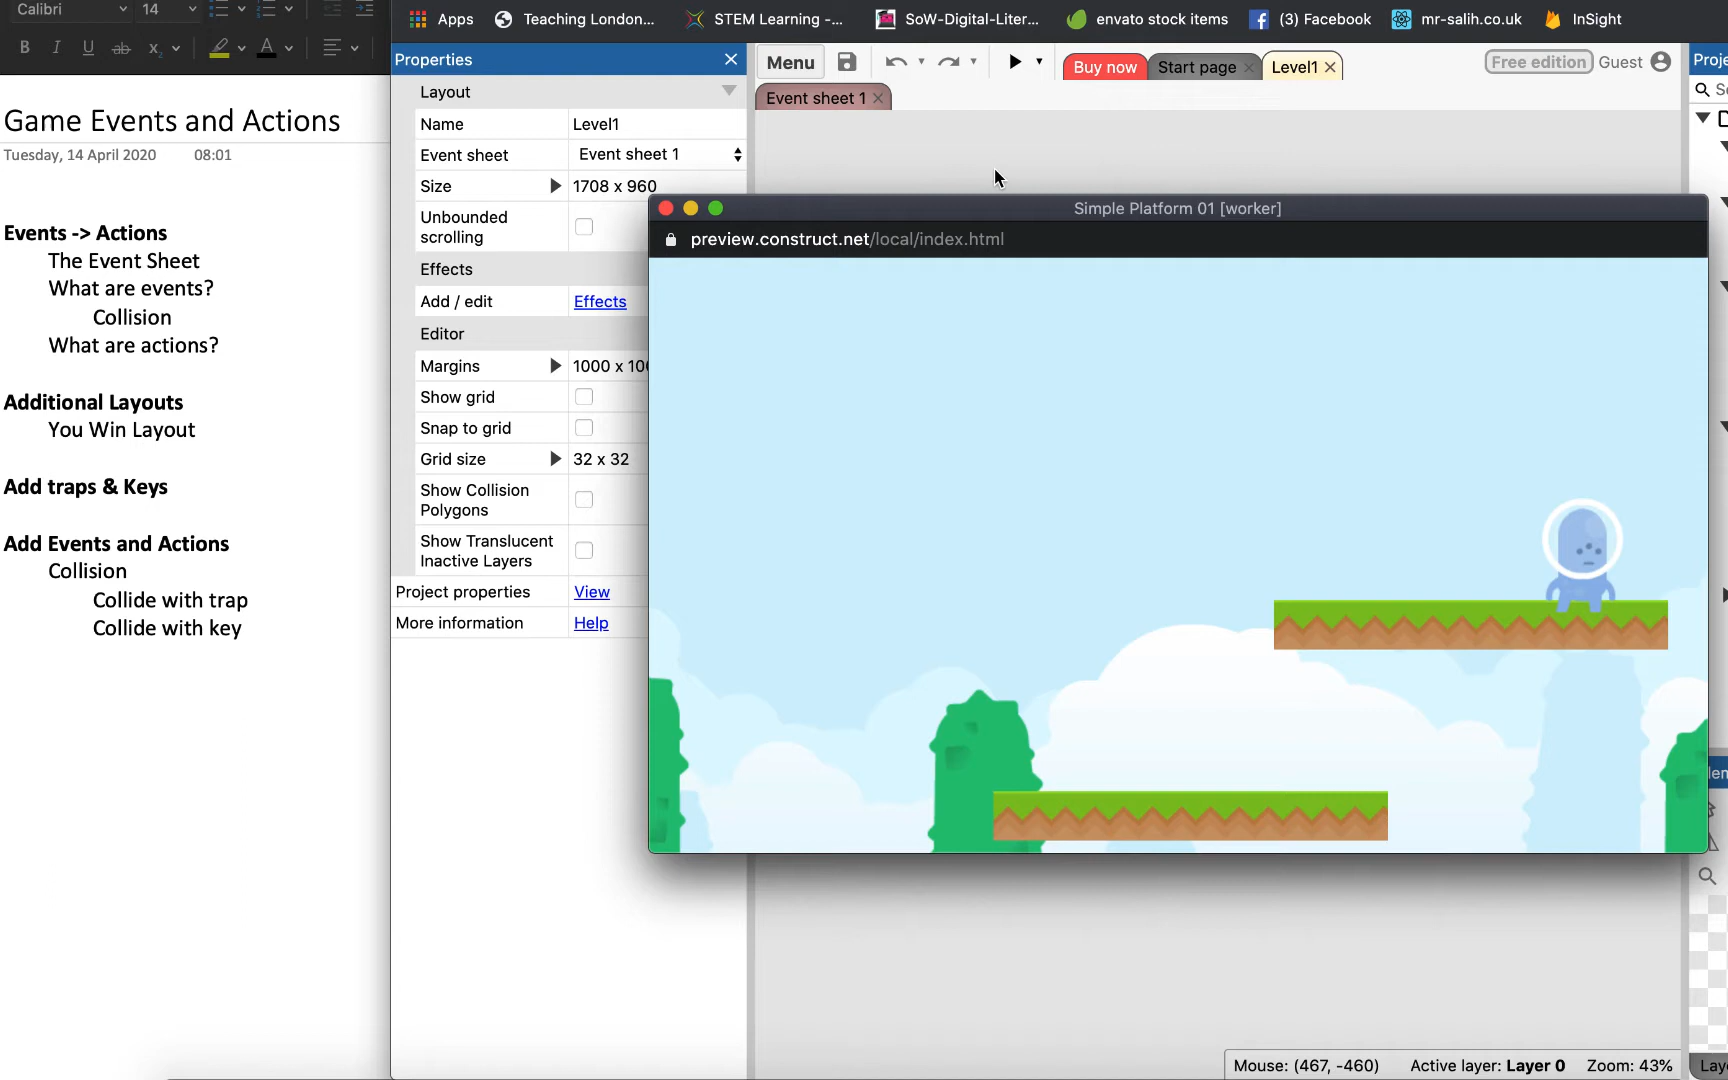 Calibri 14
B I U ab x A
Game Events and Actions
Tuesday, 14 April 2020 08:01
Events -> Actions
The Event Sheet
What are events?
Collision
What are actions?
Additional Layouts
You Win Layout
Add traps & Keys
Add Events and Actions
Collision
Collide with trap
Collide with key
Apps Teaching London... STEM Learning -... SoW-Digital-Liter... envato stock items (3) Facebook mr-salih.co.uk InSight
Properties
Layout
Name Level1
Event sheet Event sheet 1
Size 1708 x 960
Unbounded
scrolling
Effects
Add / edit Effects
Editor
Margins 1000 x
Show grid
Snap to grid
Grid size 32 x 32
Show Collision
Polygons
Show Translucent
Inactive Layers
Project properties View
More information Help
Menu Buy now Start page Level1 Free edition Guest
Event sheet 1
Simple Platform 01 [worker]
preview.construct.net/local/index.html
Mouse: (467, -460) Active layer: Layer 0 Zoom: 43%